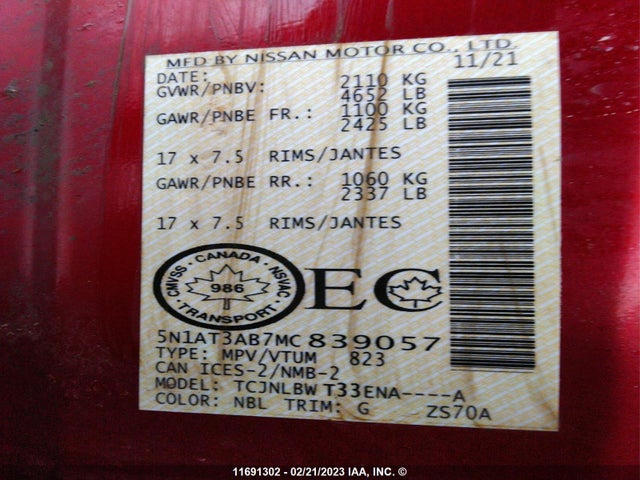 MFD BY NISSAN MOTOR CO., LTD.
DATE: 11/21
GVWR/PNBV: 2110 KG
4652 LB
GAWR/PNBE FR.: 1100 KG
2425 LB
17 x 7.5 RIMS/JANTES
GAWR/PNBE RR.: 1060 KG
2337 LB
17 x 7.5 RIMS/JANTES
CANADA
CMVSS 986 NSVAC
TRANSPORT
EC
5N1AT3AB7MC839057
TYPE: MPV/VTUM 823
CAN ICES-2/NMB-2
MODEL: TCJNLBW T33ENA----A
COLOR: NBL TRIM: G ZS70A
11691302 - 02/21/2023 IAA, INC. ©